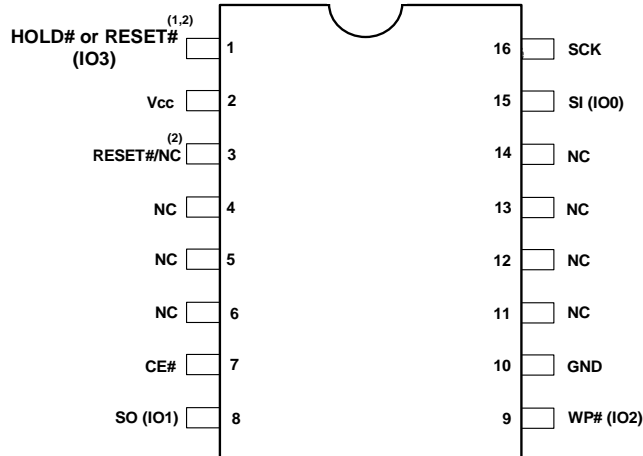 (1,2)
HOLD# or RESET# 1 16 SCK
(IO3)
Vcc 2 15 SI (IO0)
(2)
RESET#/NC 3 14 NC
NC 4 13 NC
NC 5 12 NC
NC 6 11 NC
CE# 7 10 GND
SO (IO1) 8 9 WP# (IO2)